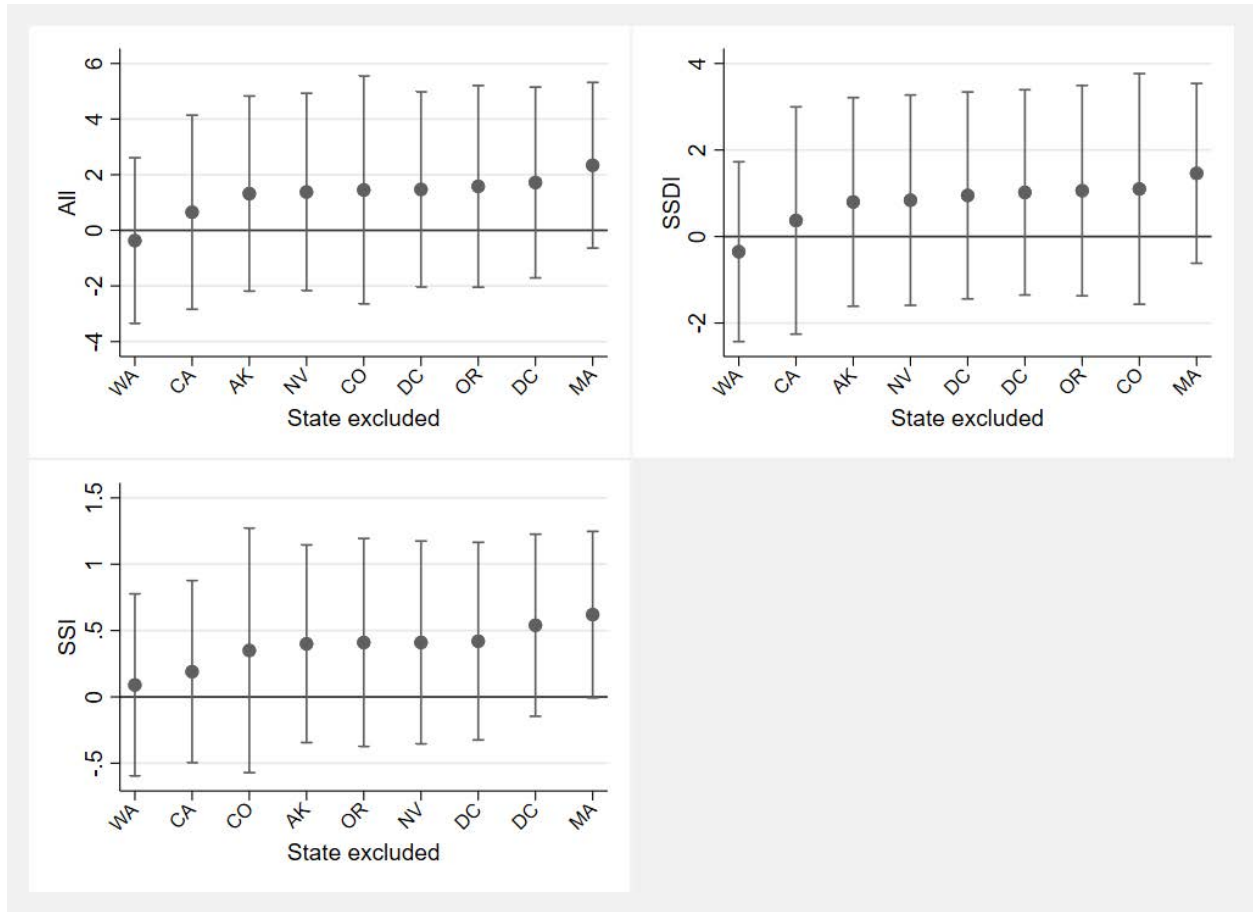 All
6
4
2
0
-2
-4
WA CA AK NV CO DC OR DC MA
State excluded
SSDI
4
2
0
-2
WA CA AK NV DC DC OR CO MA
State excluded
SSI
1.5
1
.5
0
-.5
WA CA CO AK OR NV DC DC MA
State excluded